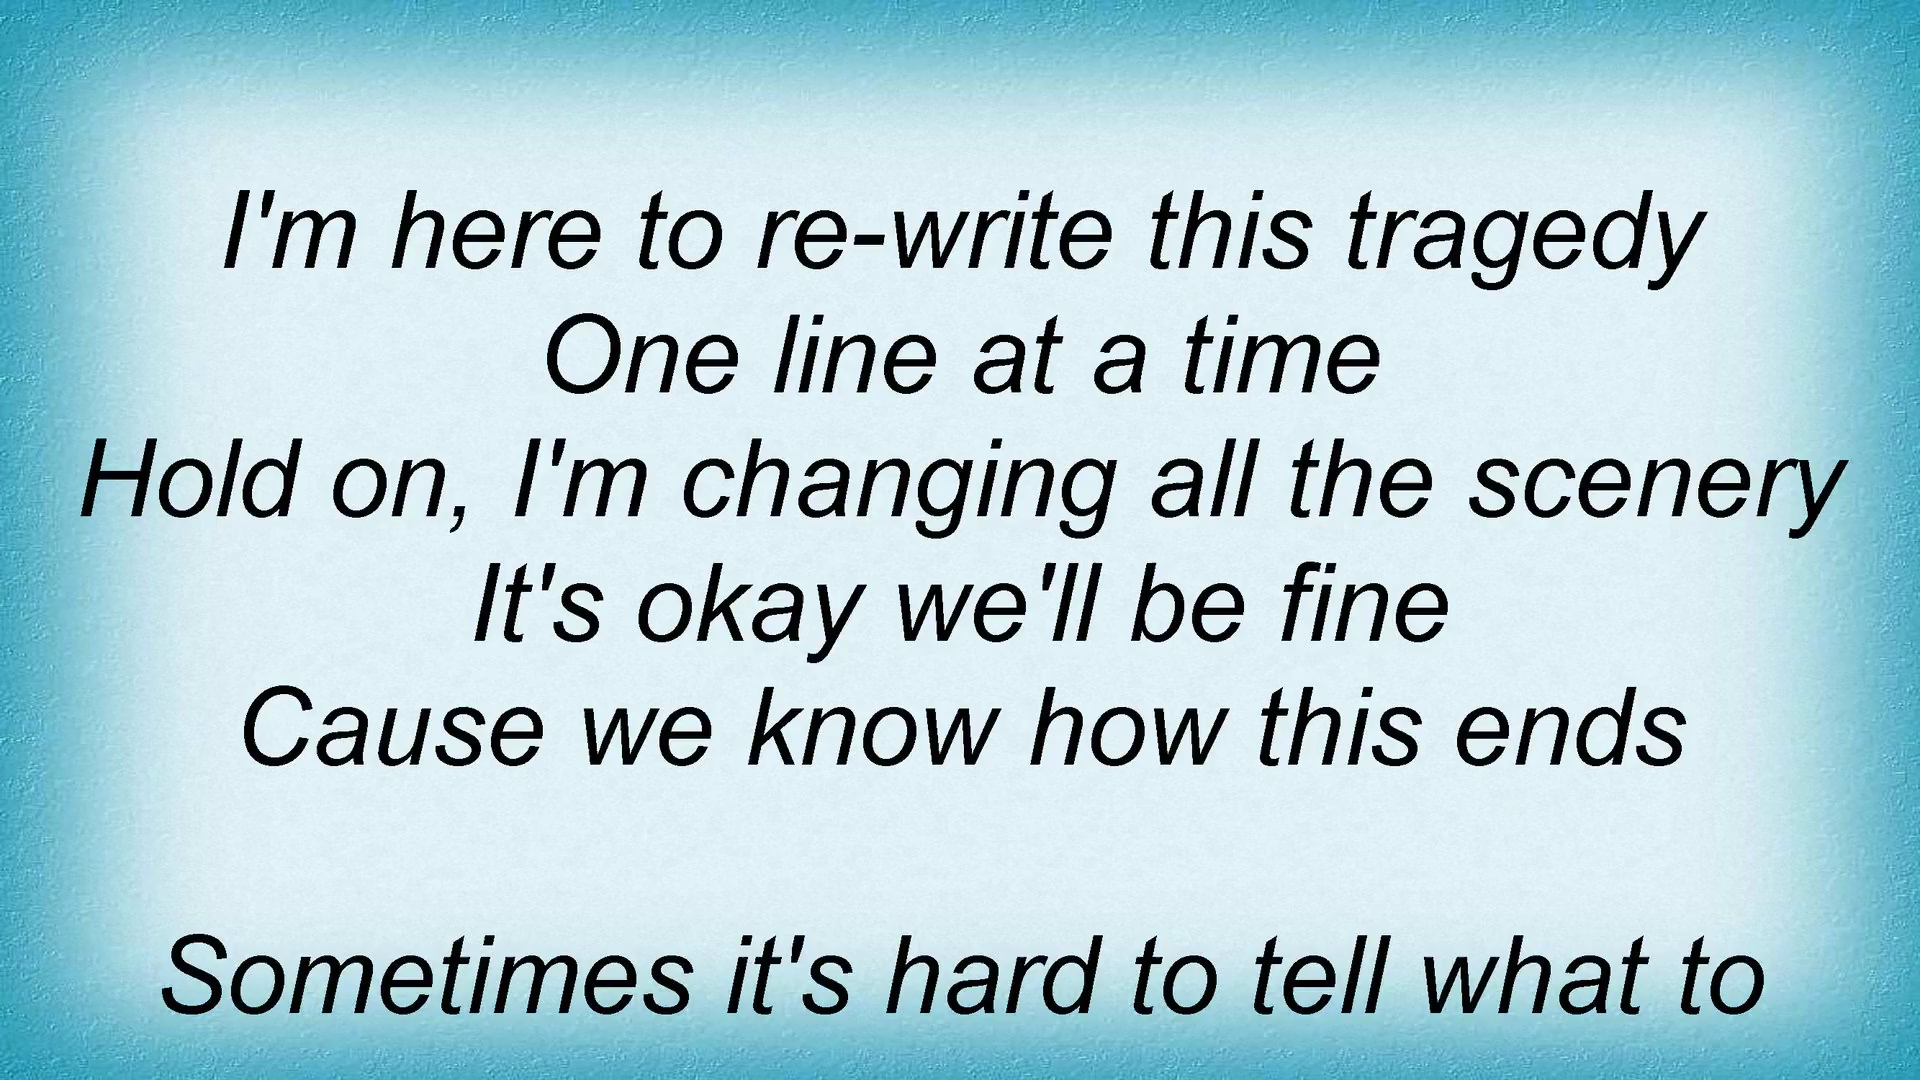 I'm here to re-write this tragedy
One line at a time
Hold on, I'm changing all the scenery
It's okay we'll be fine
Cause we know how this ends
Sometimes it's hard to tell what to